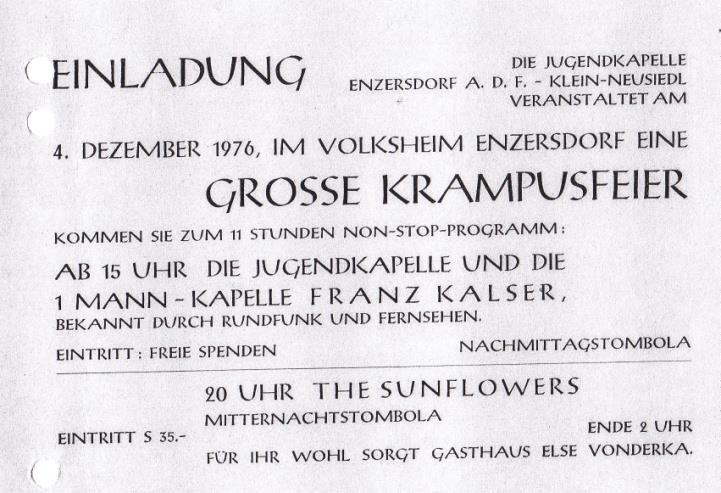 EINLADUNG
DIE JUGENDKAPELLE
ENZERSDORF A. D. F. - KLEIN-NEUSIEDL
VERANSTALTET AM
4. DEZEMBER 1976, IM VOLKSHEIM ENZERSDORF EINE
GROSSE KRAMPUSFEIER
KOMMEN SIE ZUM 11 STUNDEN NON-STOP-PROGRAMM:
AB 15 UHR DIE JUGENDKAPELLE UND DIE
1 MANN - KAPELLE FRANZ KALSER,
BEKANNT DURCH RUNDFUNK UND FERNSEHEN.
EINTRITT: FREIE SPENDEN NACHMITTAGSTOMBOLA
20 UHR THE SUNFLOWERS
MITTERNACHTSTOMBOLA
EINTRITT S 35.- ENDE 2 UHR
FÜR IHR WOHL SORGT GASTHAUS ELSE VONDERKA.